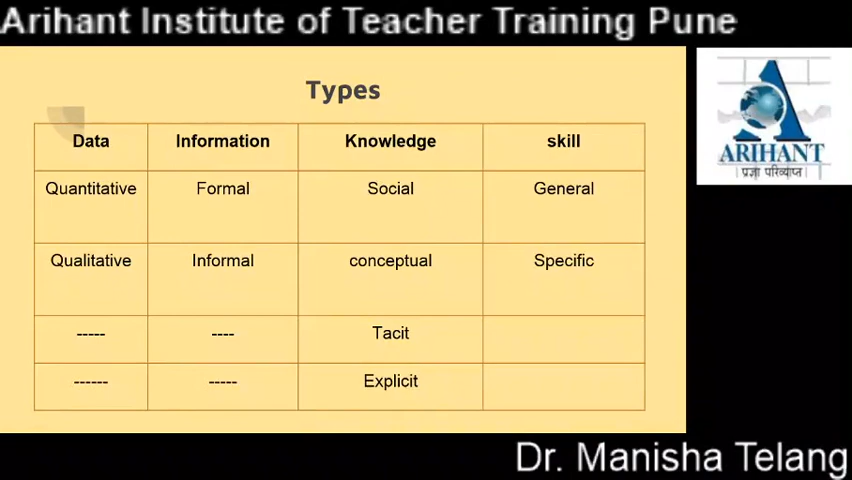 Arihant Institute of Teacher Training Pune
Types
Data Information Knowledge skill
Quantitative Formal Social General
Qualitative Informal conceptual Specific
----- ---- Tacit
------ ----- Explicit
ARIHANT
प्रज्ञा परिव्याप्त
Dr. Manisha Telang